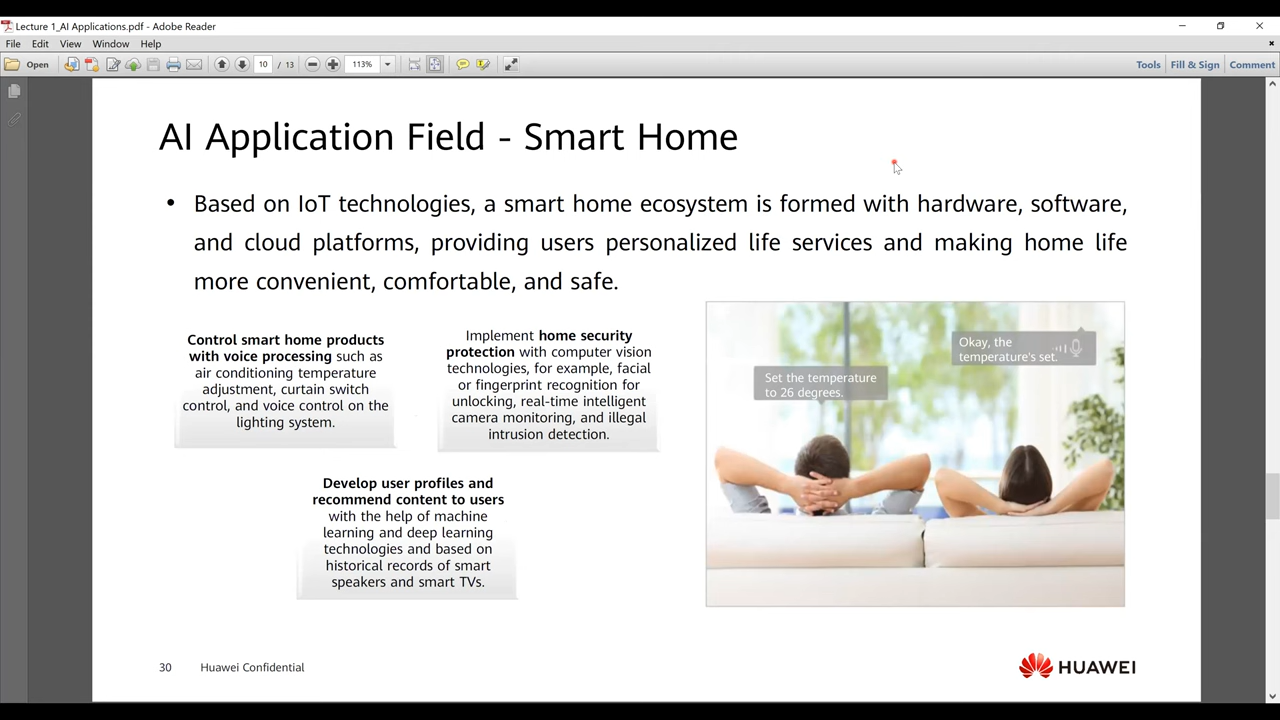 Lecture 1_AI Applications.pdf - Adobe Reader
File Edit View Window Help
Open 10 / 13 113% Tools Fill & Sign Comment
AI Application Field - Smart Home
• Based on IoT technologies, a smart home ecosystem is formed with hardware, software,
and cloud platforms, providing users personalized life services and making home life
more convenient, comfortable, and safe.
Control smart home products
with voice processing such as
air conditioning temperature
adjustment, curtain switch
control, and voice control on the
lighting system.
Implement home security
protection with computer vision
technologies, for example, facial
or fingerprint recognition for
unlocking, real-time intelligent
camera monitoring, and illegal
intrusion detection.
Develop user profiles and
recommend content to users
with the help of machine
learning and deep learning
technologies and based on
historical records of smart
speakers and smart TVs.
Set the temperature
to 26 degrees.
Okay, the
temperature's set.
30 Huawei Confidential
HUAWEI